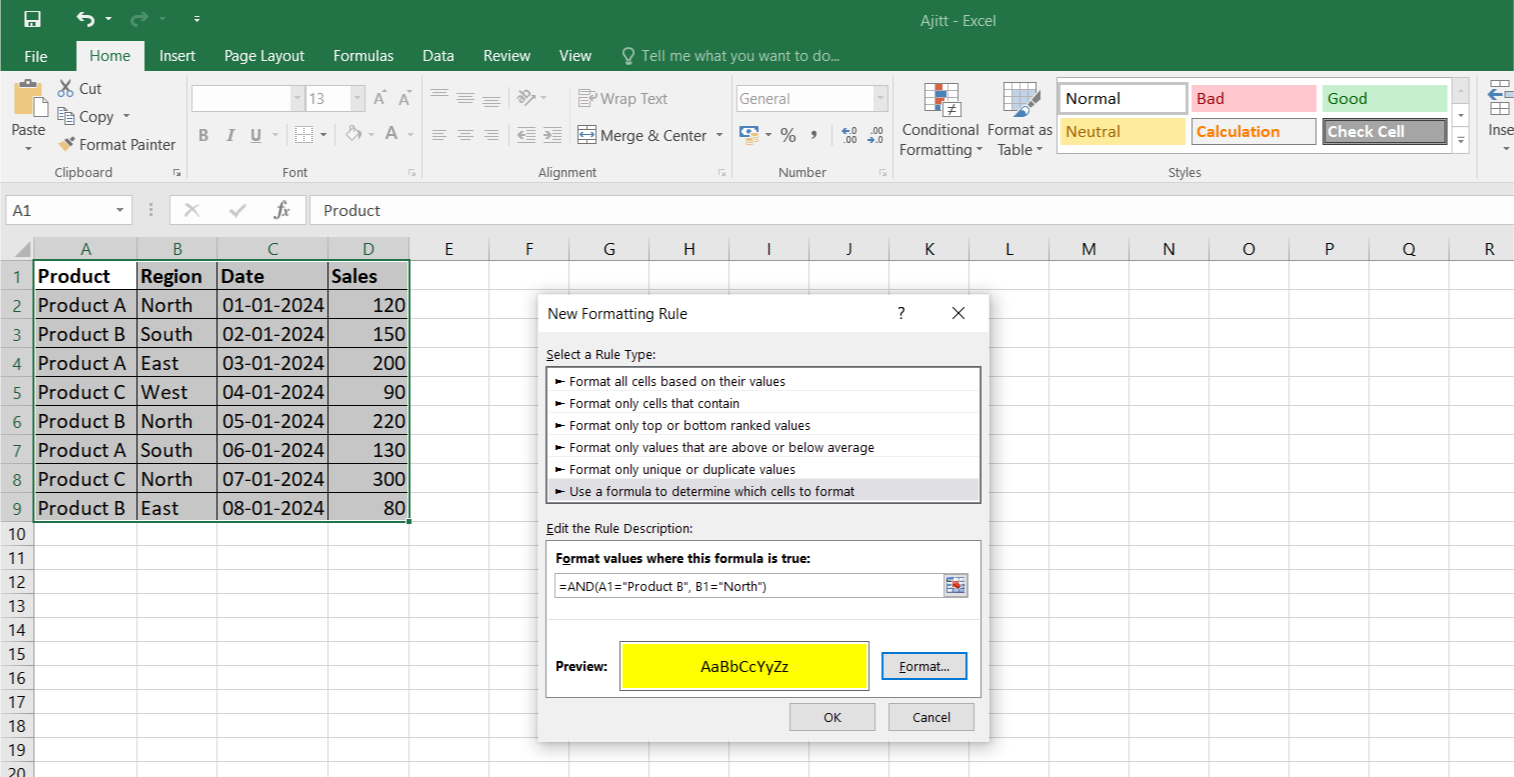 Ajitt - Excel
File Home Insert Page Layout Formulas Data Review View Tell me what you want to do...
Paste
Cut
Copy
Format Painter
Clipboard
13
B I U A
Font
Wrap Text
Merge & Center
Alignment
General
% , .00 .0
Number
Conditional Formatting
Format as Table
Normal Bad Good
Neutral Calculation Check Cell
Styles
Inse
A1 fx Product
A B C D E F G H I J K L M N O P Q R
1 Product Region Date Sales
2 Product A North 01-01-2024 120
3 Product B South 02-01-2024 150
4 Product A East 03-01-2024 200
5 Product C West 04-01-2024 90
6 Product B North 05-01-2024 220
7 Product A South 06-01-2024 130
8 Product C North 07-01-2024 300
9 Product B East 08-01-2024 80
10
11
12
13
14
15
16
17
18
19
20
New Formatting Rule ?
Select a Rule Type:
► Format all cells based on their values
► Format only cells that contain
► Format only top or bottom ranked values
► Format only values that are above or below average
► Format only unique or duplicate values
► Use a formula to determine which cells to format
Edit the Rule Description:
Format values where this formula is true:
=AND(A1="Product B", B1="North")
Preview: AaBbCcYyZz Format...
OK Cancel